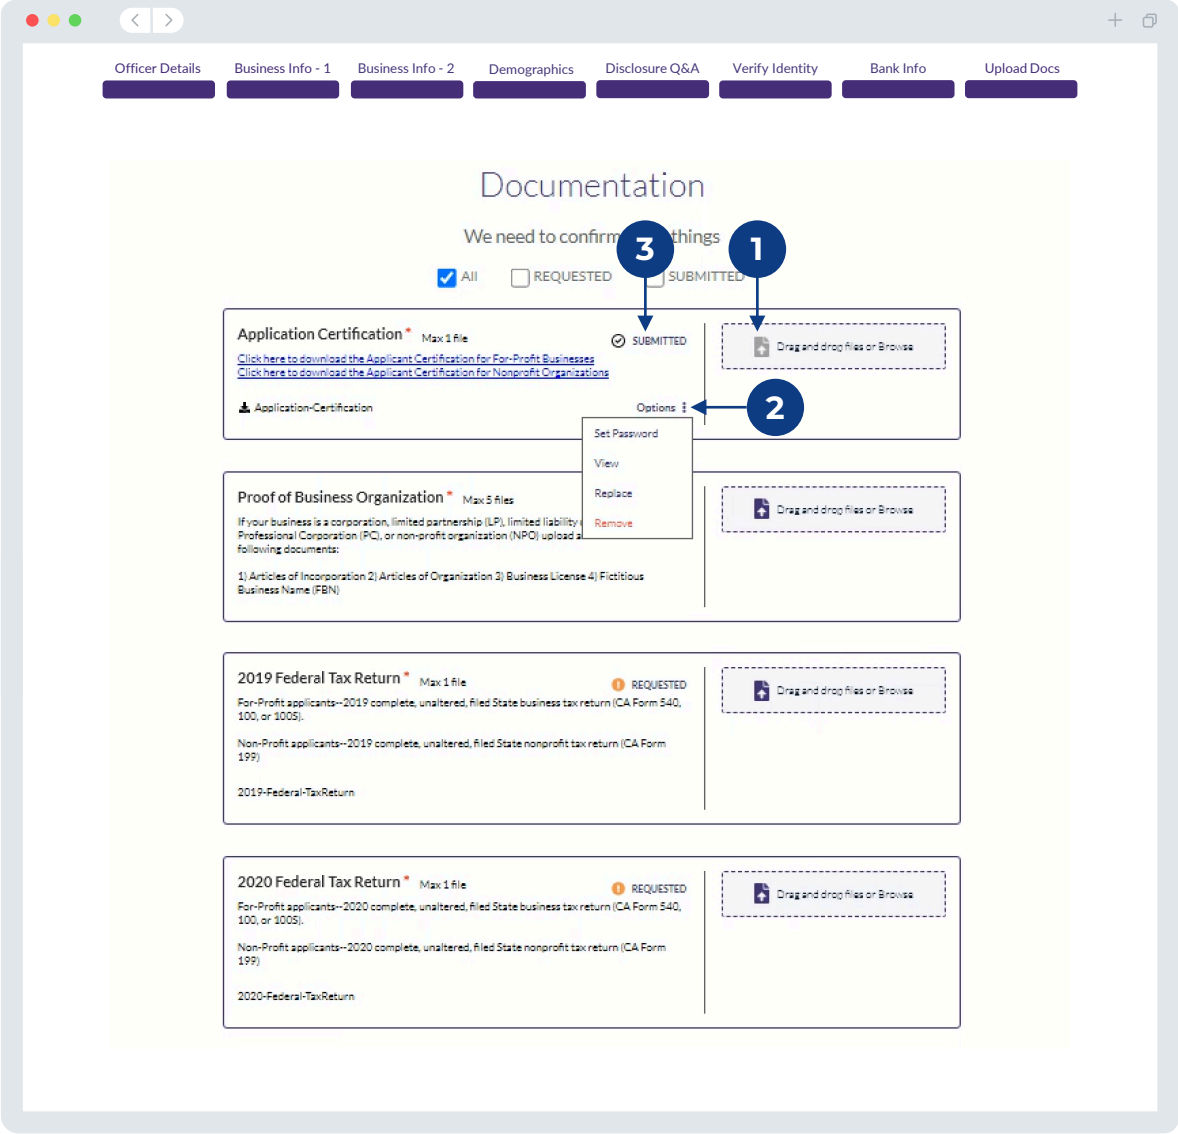 Officer Details Business Info - 1 Business Info - 2 Demographics Disclosure Q&A Verify Identity Bank Info Upload Docs
Documentation
We need to confirm things
3 1
All REQUESTED SUBMITTED
Application Certification * Max 1 file SUBMITTED
Drag and drop files or Browse
Click here to download the Applicant Certification for For-Profit Businesses
Click here to download the Applicant Certification for Nonprofit Organizations
Application-Certification Options
2
Set Password
View
Replace
Remove
Proof of Business Organization * Max 5 files
Drag and drop files or Browse
If your business is a corporation, limited partnership (LP), limited liability
Professional Corporation (PC), or non-profit organization (NPO) upload
following documents:
1) Articles of Incorporation 2) Articles of Organization 3) Business License 4) Fictitious
Business Name (FBN)
2019 Federal Tax Return * Max 1 file REQUESTED
Drag and drop files or Browse
For-Profit applicants--2019 complete, unaltered, filed State business tax return (CA Form 540,
100, or 100S).
Non-Profit applicants--2019 complete, unaltered, filed State nonprofit tax return (CA Form
199)
2019-Federal-TaxReturn
2020 Federal Tax Return * Max 1 file REQUESTED
Drag and drop files or Browse
For-Profit applicants--2020 complete, unaltered, filed State business tax return (CA Form 540,
100, or 100S).
Non-Profit applicants--2020 complete, unaltered, filed State nonprofit tax return (CA Form
199)
2020-Federal-TaxReturn